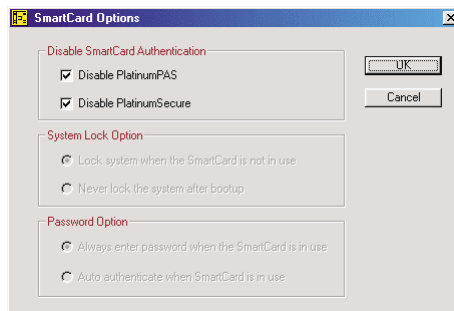 SmartCard Options
Disable SmartCard Authentication
Disable PlatinumPAS
Disable PlatinumSecure
OK
Cancel
System Lock Option
Lock system when the SmartCard is not in use
Never lock the system after bootup
Password Option
Always enter password when the SmartCard is in use
Auto authenticate when SmartCard is in use